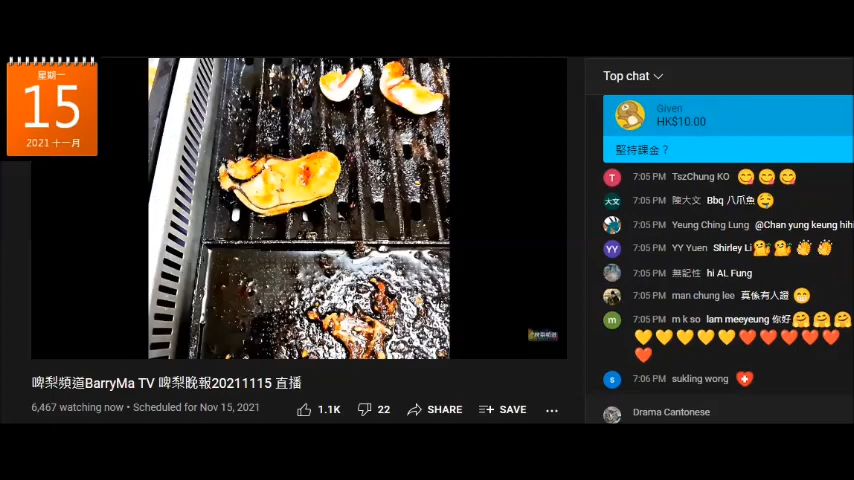 星期一
15
2021 十一月
啤梨頻道BarryMa TV 啤梨晚報20211115 直播
6,467 watching now • Scheduled for Nov 15, 2021
1.1K
22
SHARE
SAVE
Top chat
Given
HK$10.00
堅持課金？
T
7:05 PM TszChung KO
大文
7:05 PM 陳大文 Bbq 八爪魚
7:05 PM Yeung Ching Lung @Chan yung keung hihi
YY
7:05 PM YY Yuen Shirley Li
7:05 PM 無記性 hi AL Fung
7:05 PM man chung lee 真係有人證
m
7:05 PM m k so lam meeyeung 你好
s
7:06 PM sukling wong
Drama Cantonese